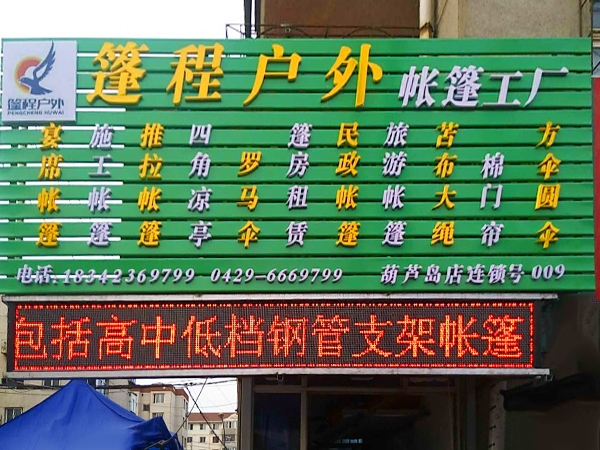 篷程户外
PENGCHENG HUWAI
篷程户外 帐篷工厂
宴席帐篷
施工帐篷
推拉帐篷
四角凉亭
罗马伞
篷房租赁
民政帐篷
旅游帐篷
苫布大绳
棉门帘
方伞圆伞
电话:18342369799 0429-6669799 葫芦岛店连锁号 009
包括高中低档钢管支架帐篷